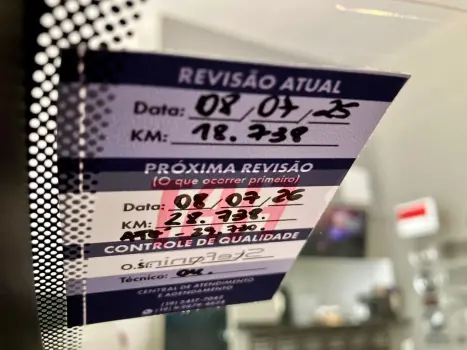 REVISÃO ATUAL
Data: 08/07/25
KM: 18.738
PRÓXIMA REVISÃO
(O que ocorrer primeiro)
Data: 08/07/26
KM: 28.738.
CONTROLE DE QUALIDADE
O.S:
Técnico: 04.
CENTRAL DE ATENDIMENTO
E AGENDAMENTO